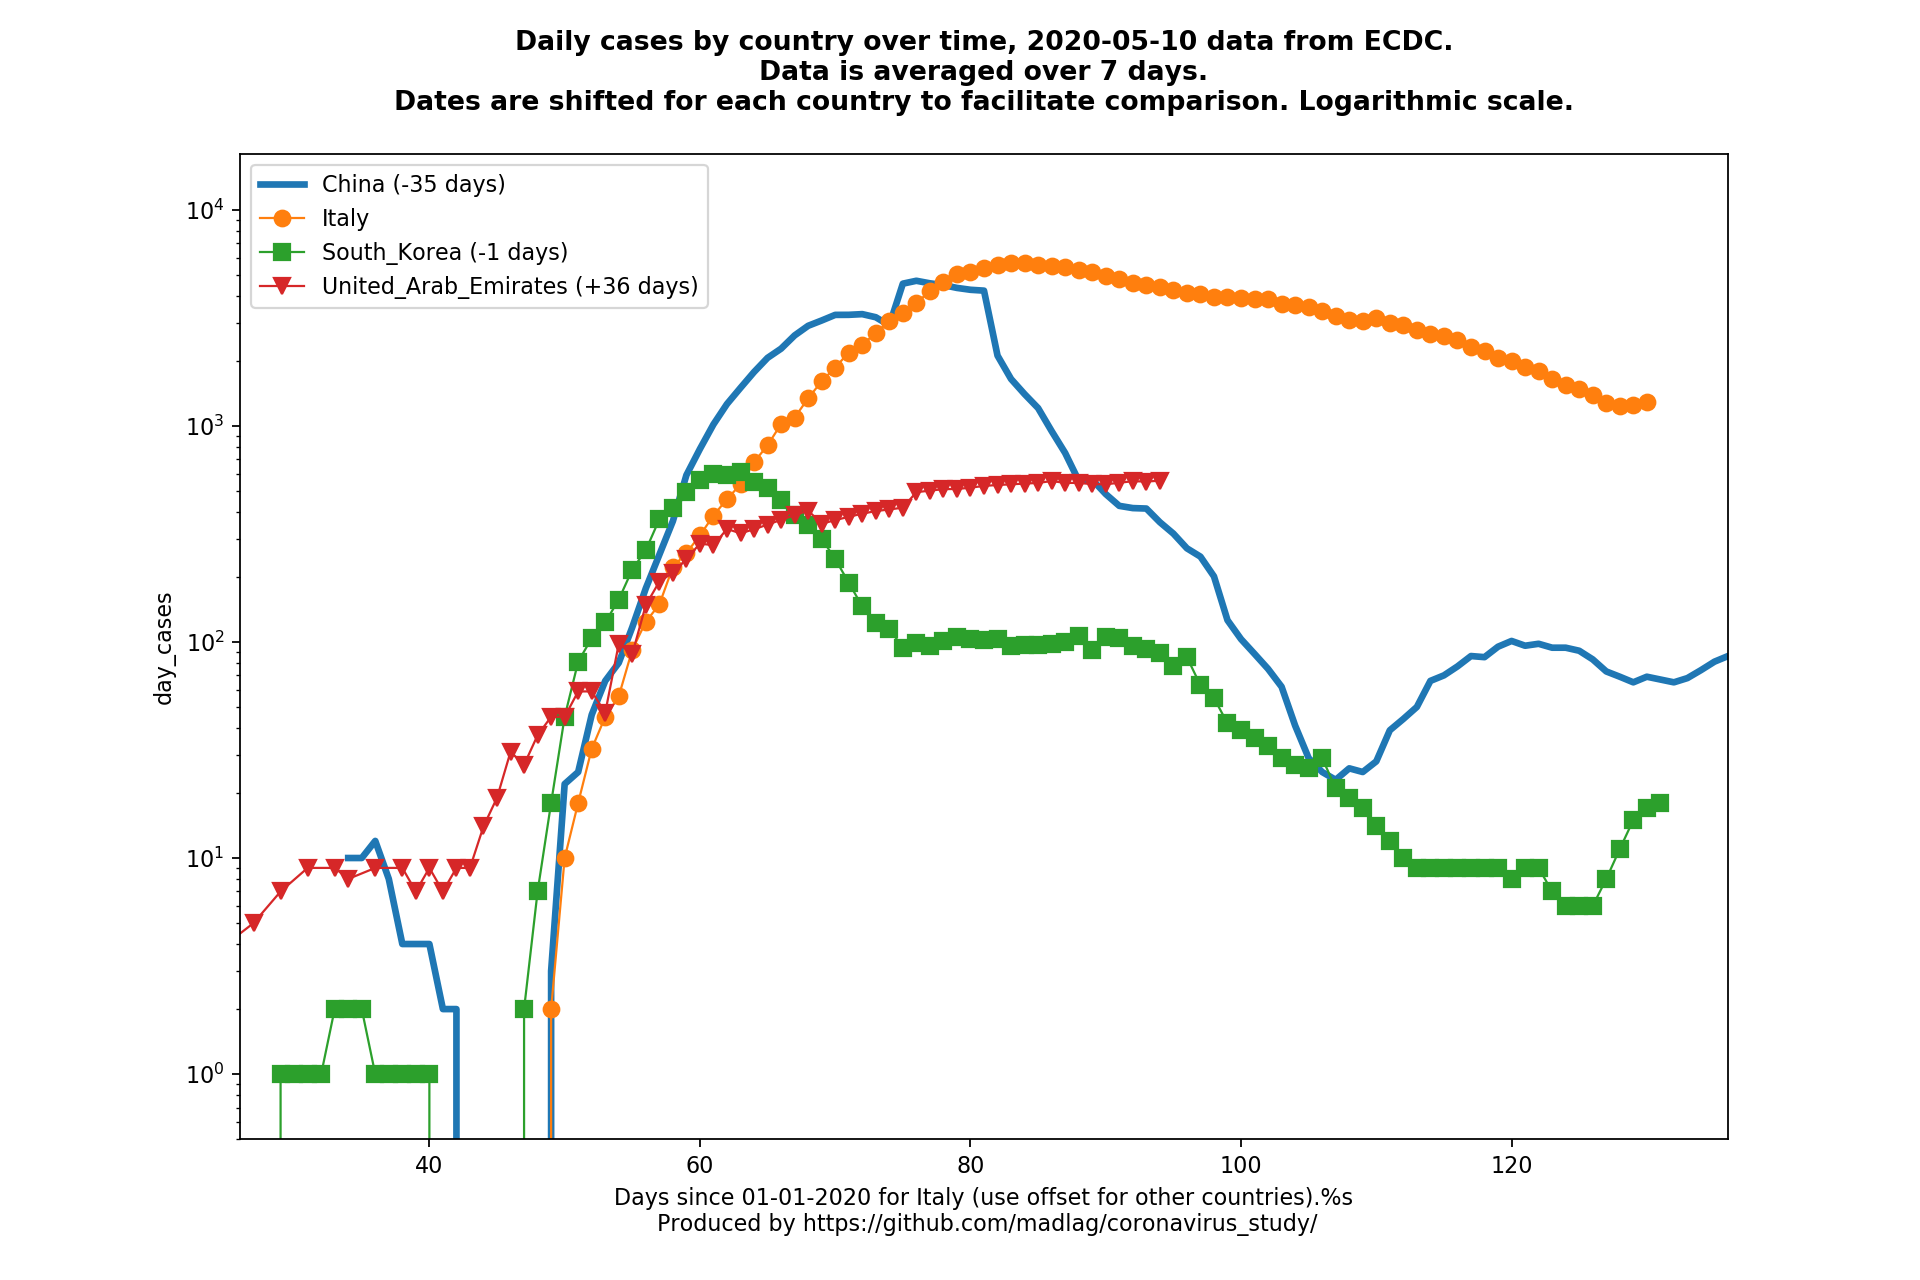 Daily cases by country over time, 2020-05-10 data from ECDC.
Data is averaged over 7 days.
Dates are shifted for each country to facilitate comparison. Logarithmic scale.
China (-35 days)
Italy
South_Korea (-1 days)
United_Arab_Emirates (+36 days)
10⁴
10³
10²
10¹
10⁰
day_cases
40 60 80 100 120
Days since 01-01-2020 for Italy (use offset for other countries).%s
Produced by https://github.com/madlag/coronavirus_study/